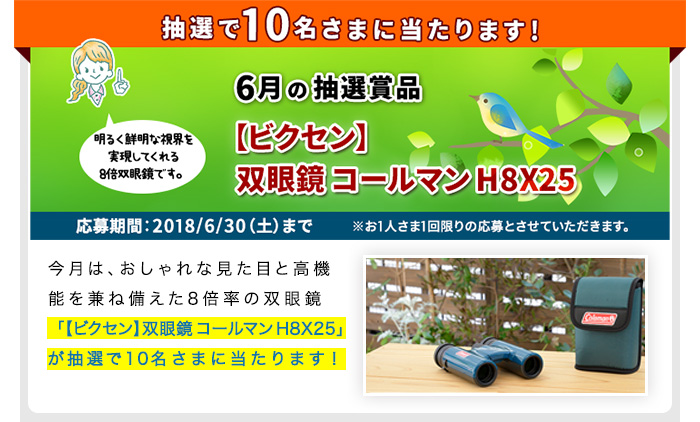 抽選で10名さまに当たります!
6月の抽選賞品
明るく鮮明な視界を
実現してくれる
8倍双眼鏡です。
【ビクセン】
双眼鏡 コールマン H8X25
応募期間:2018/6/30(土)まで
※お1人さま1回限りの応募とさせていただきます。
今月は、おしゃれな見た目と高機
能を兼ね備えた8倍率の双眼鏡
「【ビクセン】双眼鏡 コールマン H8X25」
が抽選で10名さまに当たります!
Coleman
Coleman